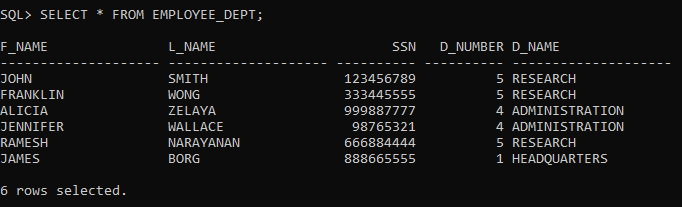 SQL> SELECT * FROM EMPLOYEE_DEPT;
F_NAME               L_NAME                      SSN   D_NUMBER D_NAME
-------------------- -------------------- ---------- ---------- --------------------
JOHN                 SMITH                 123456789          5 RESEARCH
FRANKLIN             WONG                  333445555          5 RESEARCH
ALICIA               ZELAYA                999887777          4 ADMINISTRATION
JENNIFER             WALLACE                98765321          4 ADMINISTRATION
RAMESH               NARAYANAN             666884444          5 RESEARCH
JAMES                BORG                  888665555          1 HEADQUARTERS
6 rows selected.